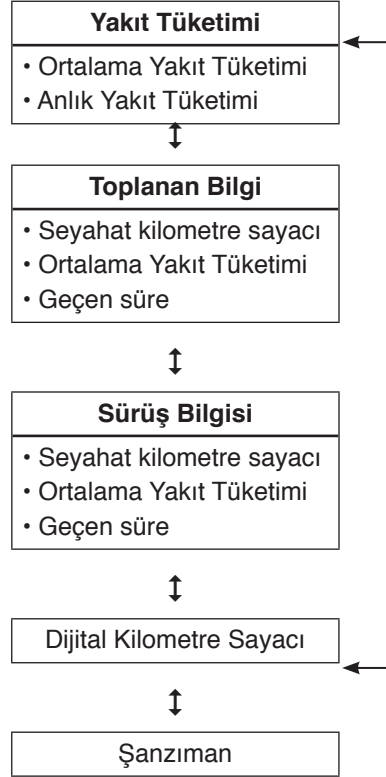 Yakıt Tüketimi
• Ortalama Yakıt Tüketimi
• Anlık Yakıt Tüketimi
Toplanan Bilgi
• Seyahat kilometre sayacı
• Ortalama Yakıt Tüketimi
• Geçen süre
Sürüş Bilgisi
• Seyahat kilometre sayacı
• Ortalama Yakıt Tüketimi
• Geçen süre
Dijital Kilometre Sayacı
Şanzıman